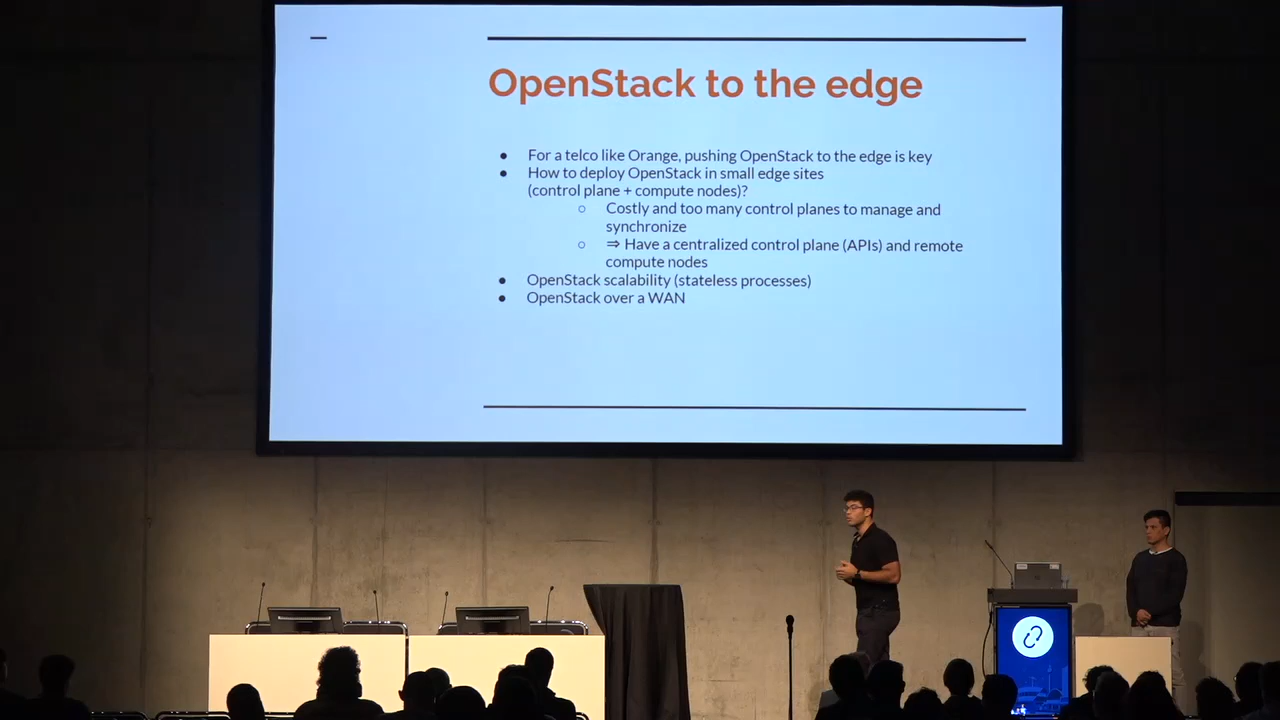 OpenStack to the edge
● For a telco like Orange, pushing OpenStack to the edge is key
● How to deploy OpenStack in small edge sites
(control plane + compute nodes)?
○ Costly and too many control planes to manage and
synchronize
○ ⇒ Have a centralized control plane (APIs) and remote
compute nodes
● OpenStack scalability (stateless processes)
● OpenStack over a WAN